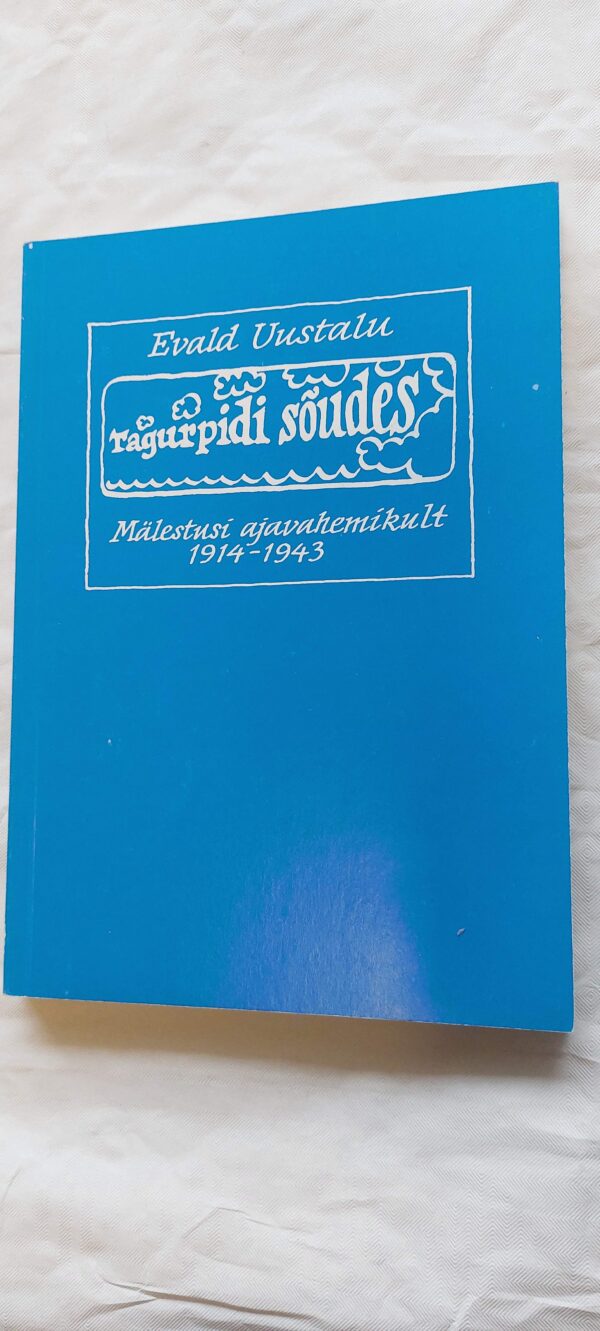 Evald Uustalu
Tagurpidi sõudes
Mälestusi ajavahemikult
1914-1943